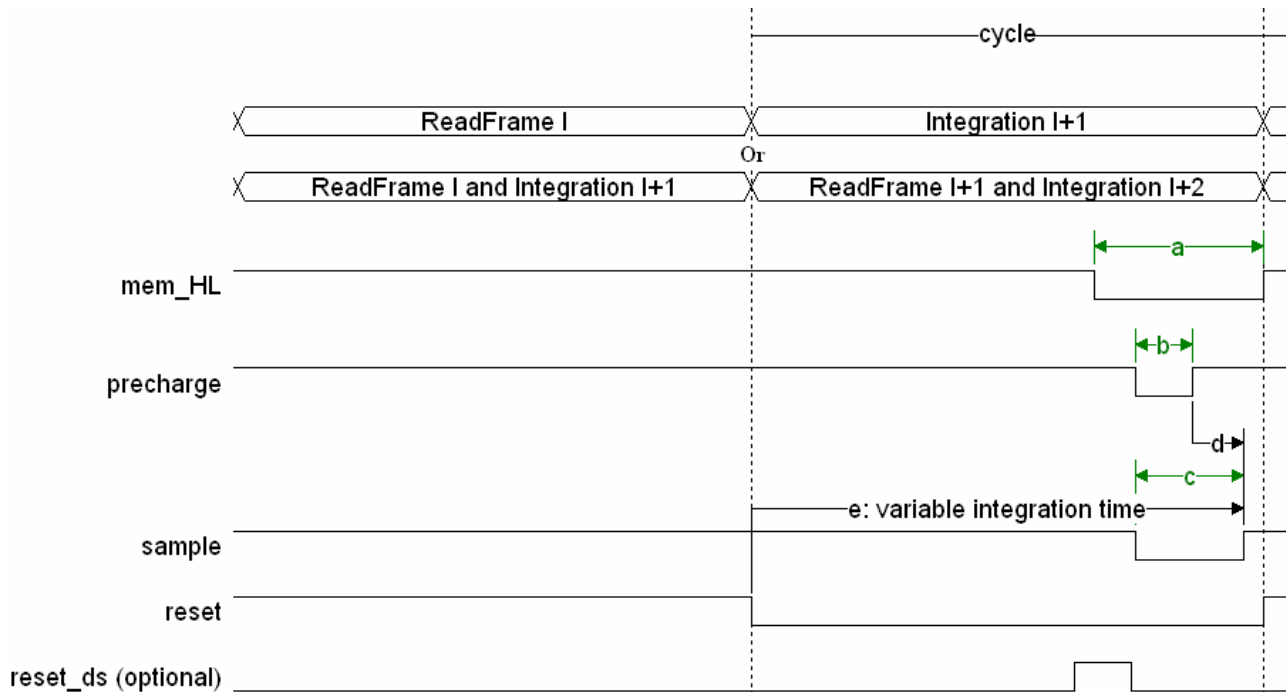 cycle
ReadFrame I
Integration I+1
Or
ReadFrame I and Integration I+1
ReadFrame I+1 and Integration I+2
a
mem_HL
b
precharge
d
c
e: variable integration time
sample
reset
reset_ds (optional)